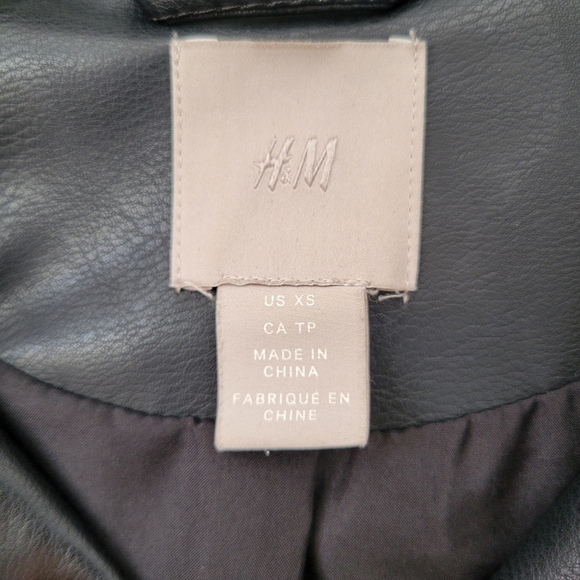 H&M
US XS
CA TP
MADE IN
CHINA
FABRIQUÉ EN
CHINE